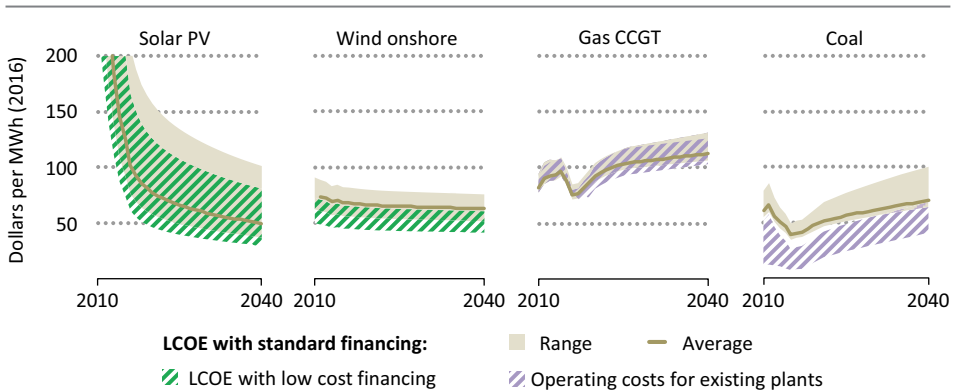 Solar PV
Wind onshore
Gas CCGT
Coal
Dollars per MWh (2016)
200
150
100
50
2010
2040
2010
2040
2010
2040
2010
2040
LCOE with standard financing:
Range
Average
LCOE with low cost financing
Operating costs for existing plants